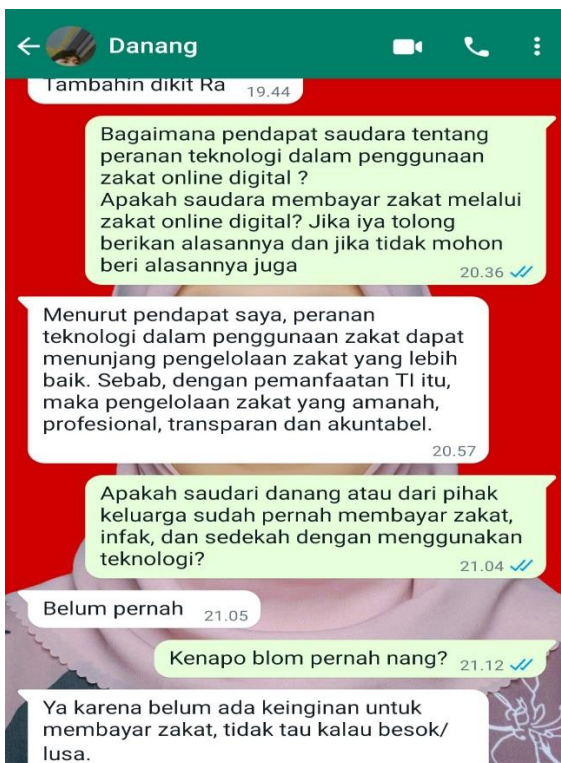 Danang
Tambahin dikit Ra 19.44
Bagaimana pendapat saudara tentang
peranan teknologi dalam penggunaan
zakat online digital ?
Apakah saudara membayar zakat melalui
zakat online digital? Jika iya tolong
berikan alasannya dan jika tidak mohon
beri alasannya juga
20.36
Menurut pendapat saya, peranan
teknologi dalam penggunaan zakat dapat
menunjang pengelolaan zakat yang lebih
baik. Sebab, dengan pemanfaatan TI itu,
maka pengelolaan zakat yang amanah,
profesional, transparan dan akuntabel.
20.57
Apakah saudari danang atau dari pihak
keluarga sudah pernah membayar zakat,
infak, dan sedekah dengan menggunakan
teknologi?
21.04
Belum pernah 21.05
Kenapo blom pernah nang? 21.12
Ya karena belum ada keinginan untuk
membayar zakat, tidak tau kalau besok/
lusa.